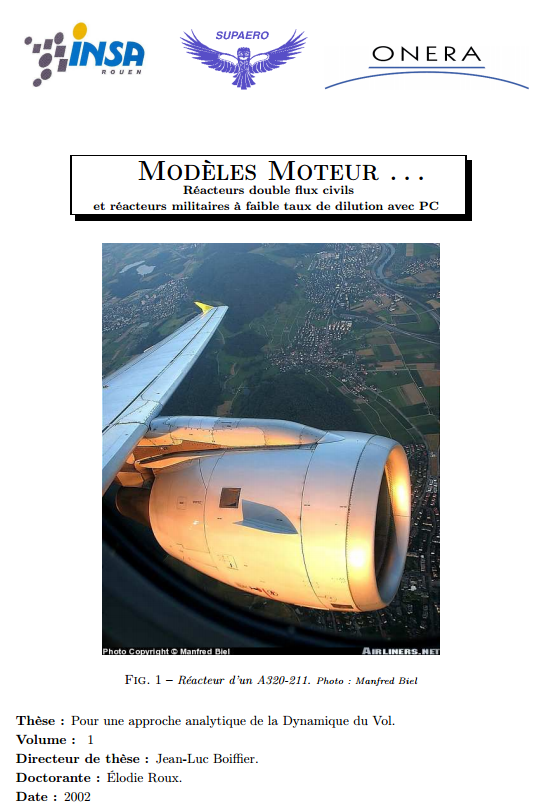 INSA
ROUEN
SUPAERO
ONERA
MODÈLES MOTEUR ...
Réacteurs double flux civils
et réacteurs militaires à faible taux de dilution avec PC
Photo Copyright © Manfred Biel
AIRLINERS.NET
FIG. 1 – Réacteur d'un A320-211. Photo : Manfred Biel
Thèse : Pour une approche analytique de la Dynamique du Vol.
Volume : 1
Directeur de thèse : Jean-Luc Boiffier.
Doctorante : Élodie Roux.
Date : 2002